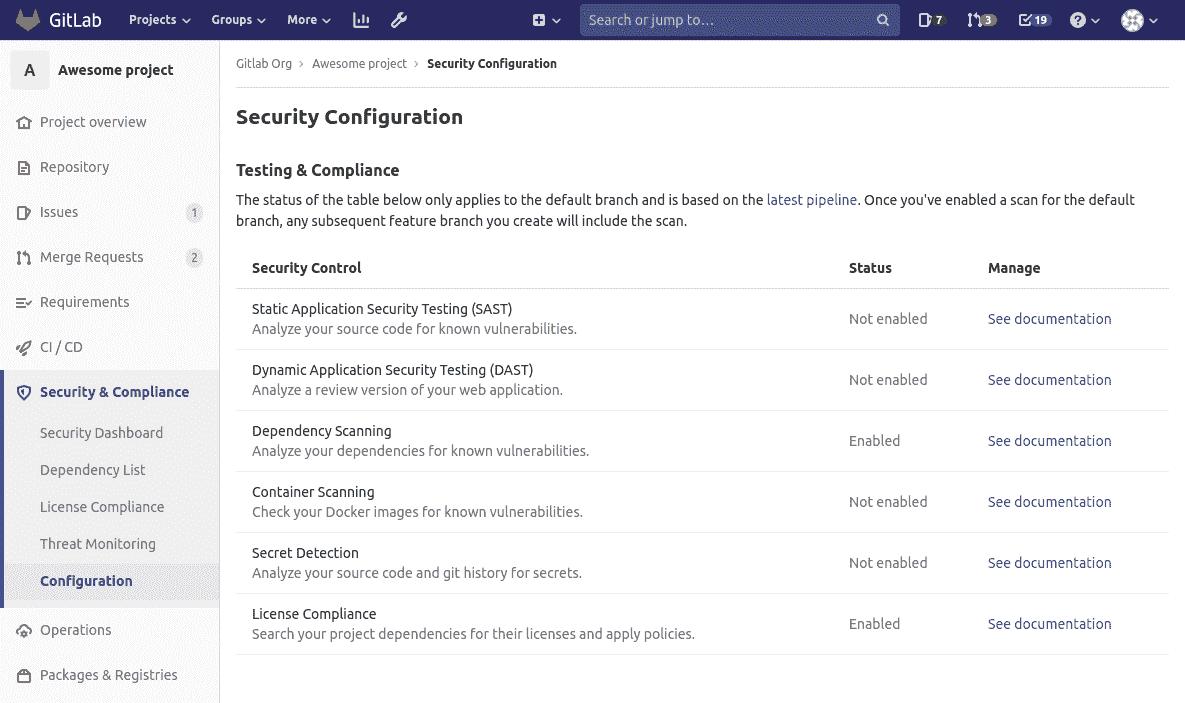 GitLab Projects Groups More Search or jump to... 7 3 19
A Awesome project
Gitlab Org > Awesome project > Security Configuration
Security Configuration
Project overview
Repository
Issues 1
Merge Requests 2
Requirements
CI / CD
Security & Compliance
Security Dashboard
Dependency List
License Compliance
Threat Monitoring
Configuration
Operations
Packages & Registries
Testing & Compliance
The status of the table below only applies to the default branch and is based on the latest pipeline. Once you've enabled a scan for the default
branch, any subsequent feature branch you create will include the scan.
Security Control Status Manage
Static Application Security Testing (SAST)
Analyze your source code for known vulnerabilities.
Not enabled See documentation
Dynamic Application Security Testing (DAST)
Analyze a review version of your web application.
Not enabled See documentation
Dependency Scanning
Analyze your dependencies for known vulnerabilities.
Enabled See documentation
Container Scanning
Check your Docker images for known vulnerabilities.
Not enabled See documentation
Secret Detection
Analyze your source code and git history for secrets.
Not enabled See documentation
License Compliance
Search your project dependencies for their licenses and apply policies.
Enabled See documentation